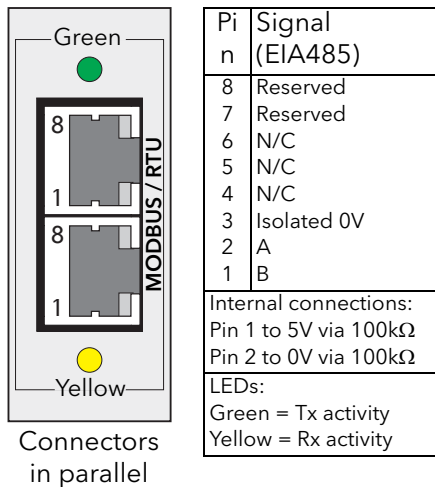 Green
8
1
8
1
MODBUS / RTU
Yellow
Connectors
in parallel
Pi Signal
n (EIA485)
8 Reserved
7 Reserved
6 N/C
5 N/C
4 N/C
3 Isolated 0V
2 A
1 B
Internal connections:
Pin 1 to 5V via 100kΩ
Pin 2 to 0V via 100kΩ
LEDs:
Green = Tx activity
Yellow = Rx activity